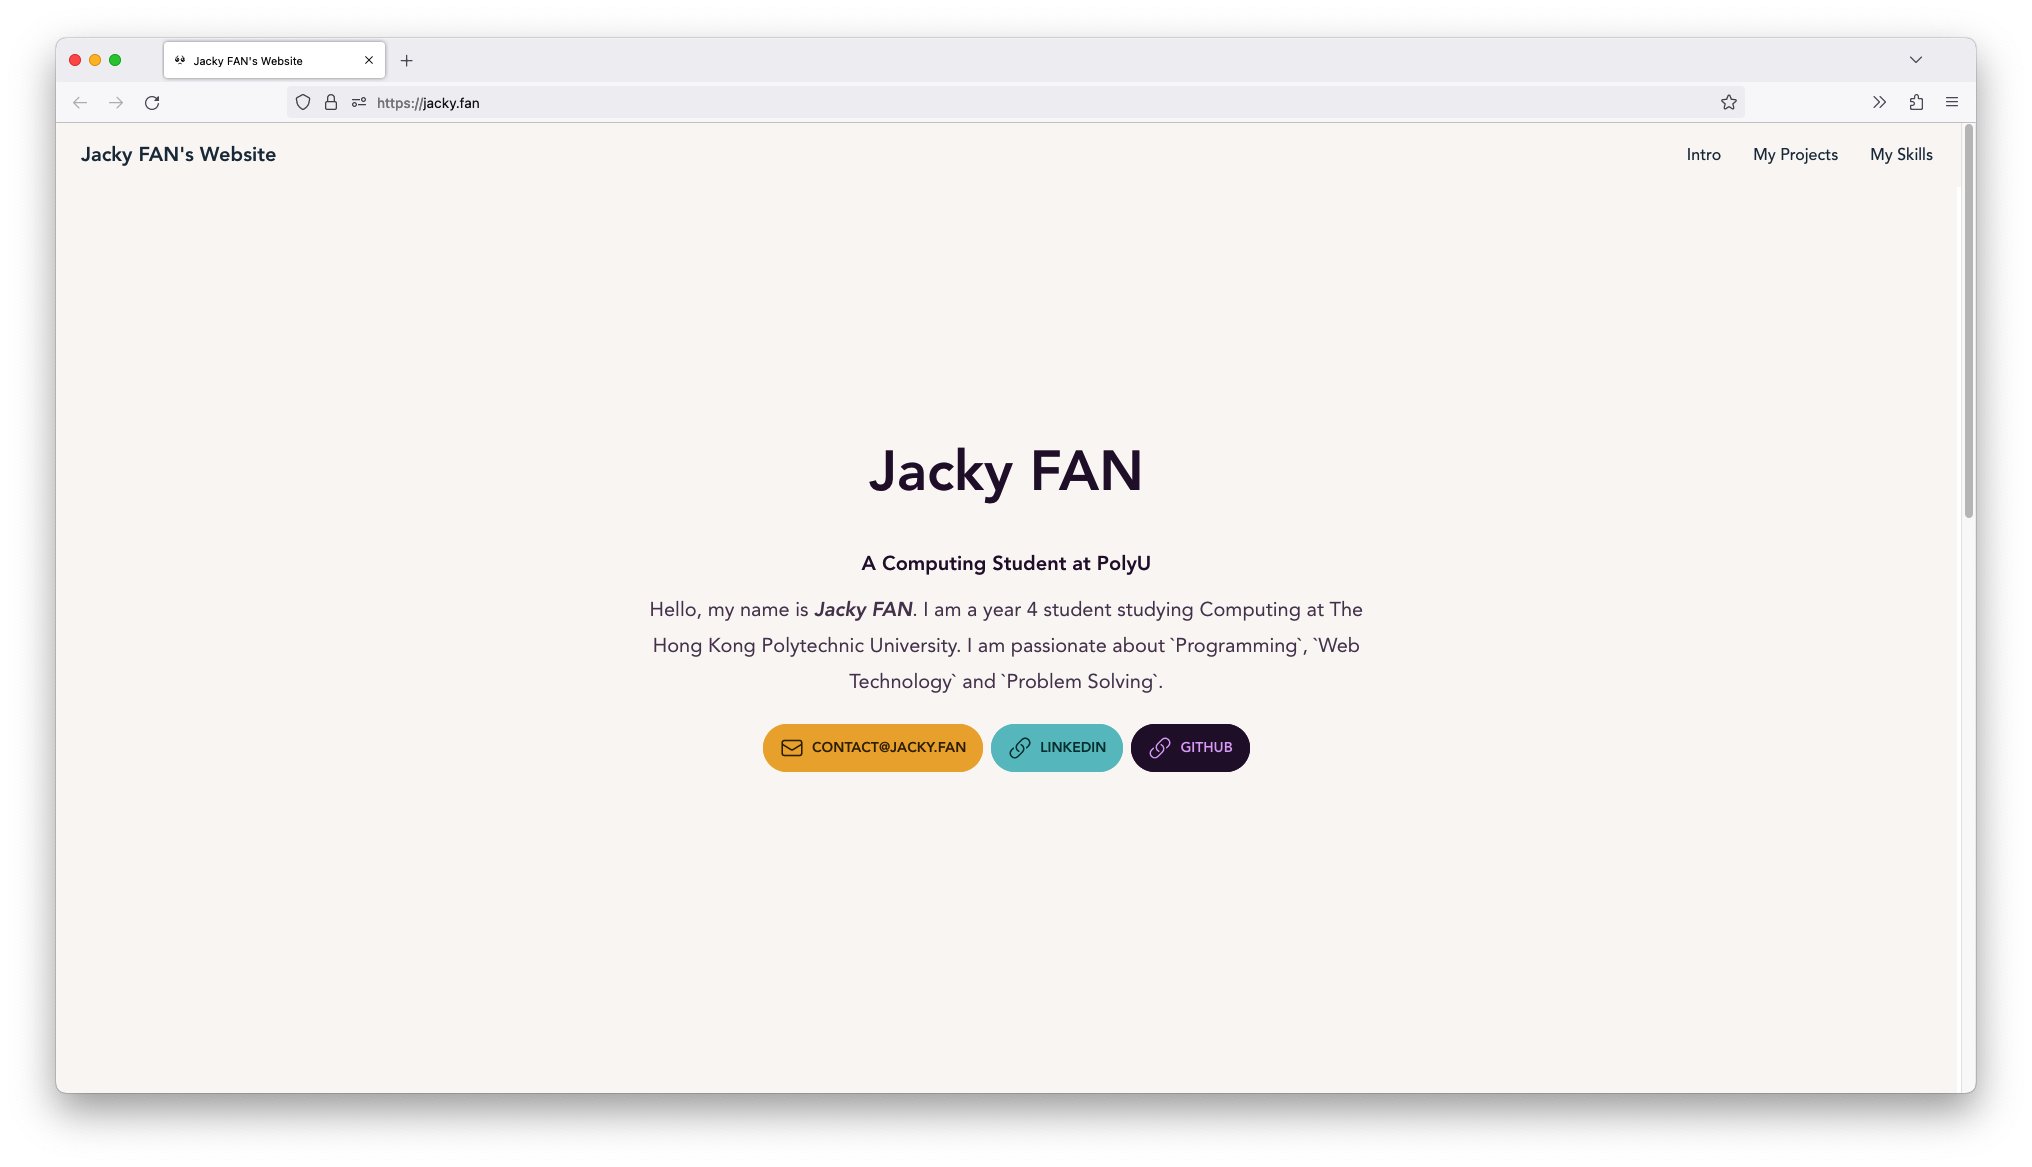 Jacky FAN's Website
https://jacky.fan
Jacky FAN's Website
Intro
My Projects
My Skills
Jacky FAN
A Computing Student at PolyU
Hello, my name is Jacky FAN. I am a year 4 student studying Computing at The
Hong Kong Polytechnic University. I am passionate about `Programming`, `Web
Technology` and `Problem Solving`.
CONTACT@JACKY.FAN
LINKEDIN
GITHUB